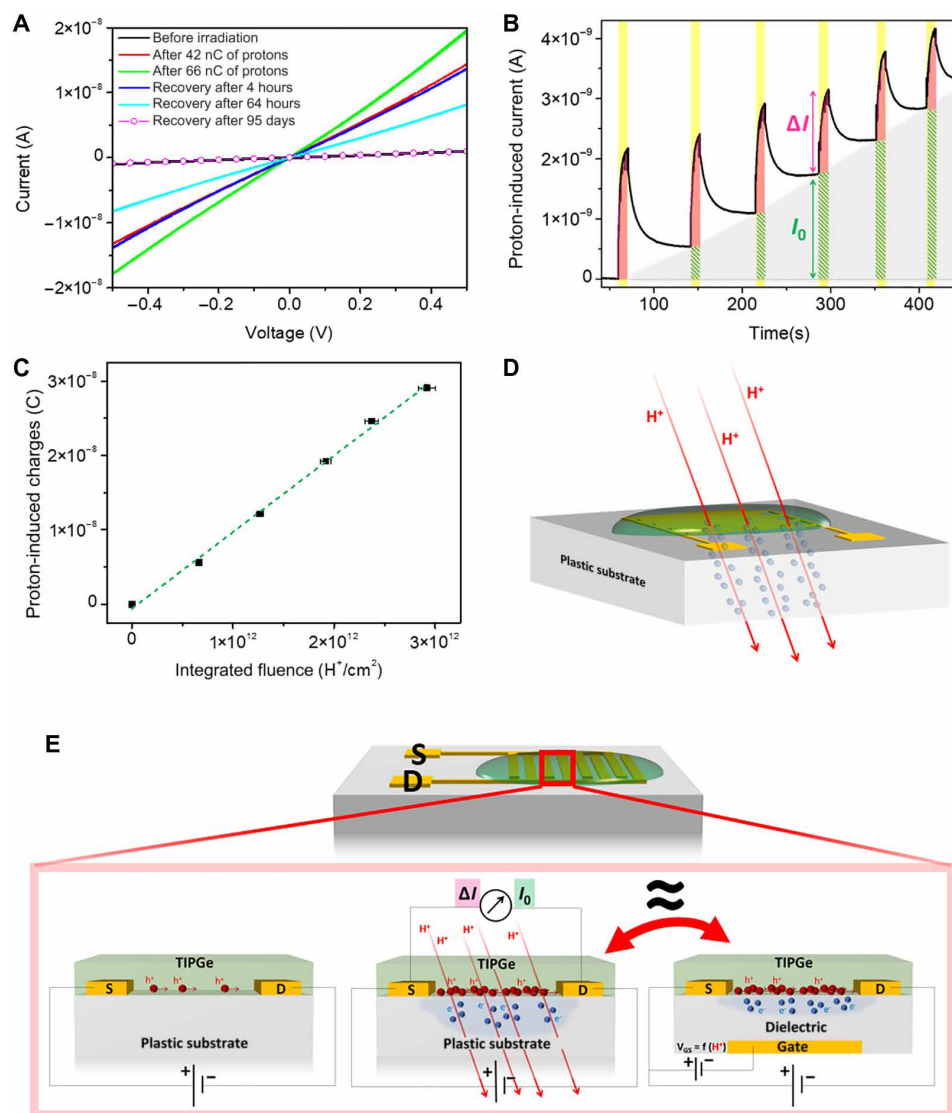 A
Current (A)
2×10⁻⁸
1×10⁻⁸
0
−1×10⁻⁸
−2×10⁻⁸
Before irradiation
After 42 nC of protons
After 66 nC of protons
Recovery after 4 hours
Recovery after 64 hours
Recovery after 95 days
−0.4
−0.2
0.0
0.2
0.4
Voltage (V)
B
Proton-induced current (A)
4×10⁻⁹
3×10⁻⁹
2×10⁻⁹
1×10⁻⁹
0
ΔI
I₀
100
200
300
400
Time(s)
C
Proton-induced charges (C)
3×10⁻⁸
2×10⁻⁸
1×10⁻⁸
0
0
1×10¹²
2×10¹²
3×10¹²
Integrated fluence (H⁺/cm²)
D
H⁺
H⁺
H⁺
Plastic substrate
E
S
D
TIPGe
S
h⁺
h⁺
h⁺
D
Plastic substrate
+
−
ΔI
I₀
H⁺
H⁺
H⁺
H⁺
TIPGe
S
h⁺
h⁺
h⁺
D
e⁻
e⁻
e⁻
e⁻
Plastic substrate
+
−
≈
TIPGe
S
h⁺
h⁺
h⁺
D
e⁻
e⁻
e⁻
e⁻
Dielectric
V_GS = f (H⁺)
Gate
+
−
+
−